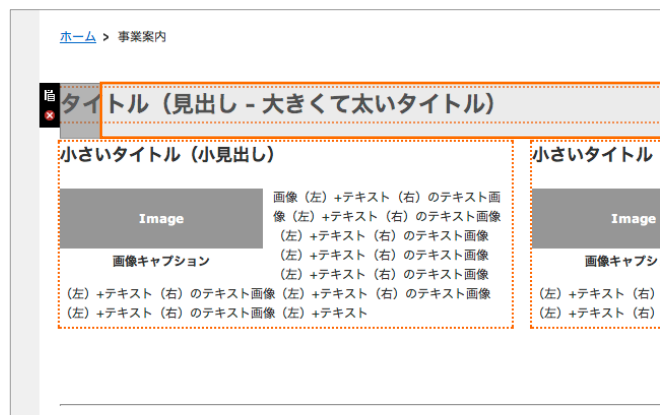 ホーム > 事業案内
タイトル（見出し - 大きくて太いタイトル）
小さいタイトル（小見出し）
Image
画像キャプション
画像（左）+テキスト（右）のテキスト画
像（左）+テキスト（右）のテキスト画像
（左）+テキスト（右）のテキスト画像
（左）+テキスト（右）のテキスト画像
（左）+テキスト（右）のテキスト画像
（左）+テキスト（右）のテキスト画像（左）+テキスト（右）のテキスト画像
（左）+テキスト（右）のテキスト画像（左）+テキスト
小さいタイトル
Image
画像キャプシ
（左）+テキスト（右）
（左）+テキスト（右）